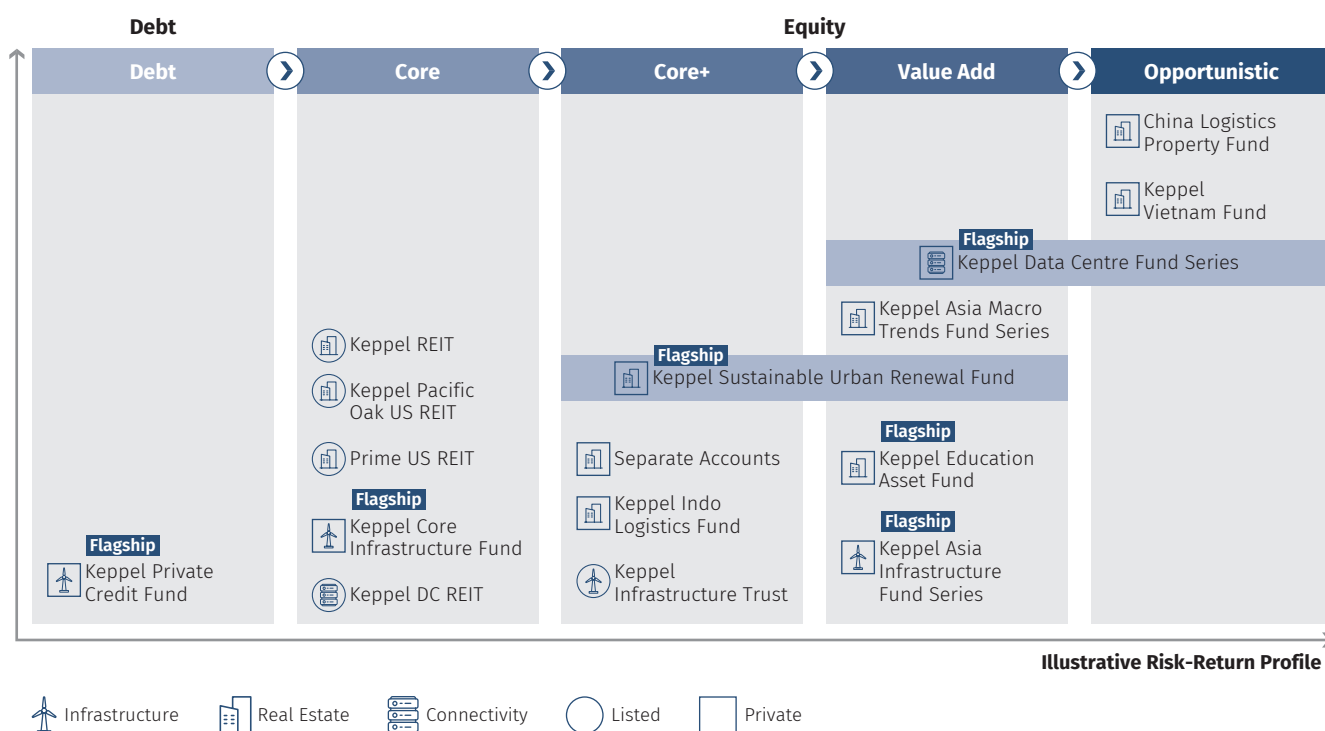 Debt
Equity
Debt
Core
Core+
Value Add
Opportunistic
Flagship
Keppel Private
Credit Fund
Keppel REIT
Keppel Pacific
Oak US REIT
Prime US REIT
Flagship
Keppel Core
Infrastructure Fund
Keppel DC REIT
Flagship
Keppel Sustainable Urban Renewal Fund
Separate Accounts
Keppel Indo
Logistics Fund
Keppel
Infrastructure Trust
Flagship
Keppel Data Centre Fund Series
Keppel Asia Macro
Trends Fund Series
Flagship
Keppel Education
Asset Fund
Flagship
Keppel Asia
Infrastructure
Fund Series
China Logistics
Property Fund
Keppel
Vietnam Fund
Illustrative Risk-Return Profile
Infrastructure
Real Estate
Connectivity
Listed
Private